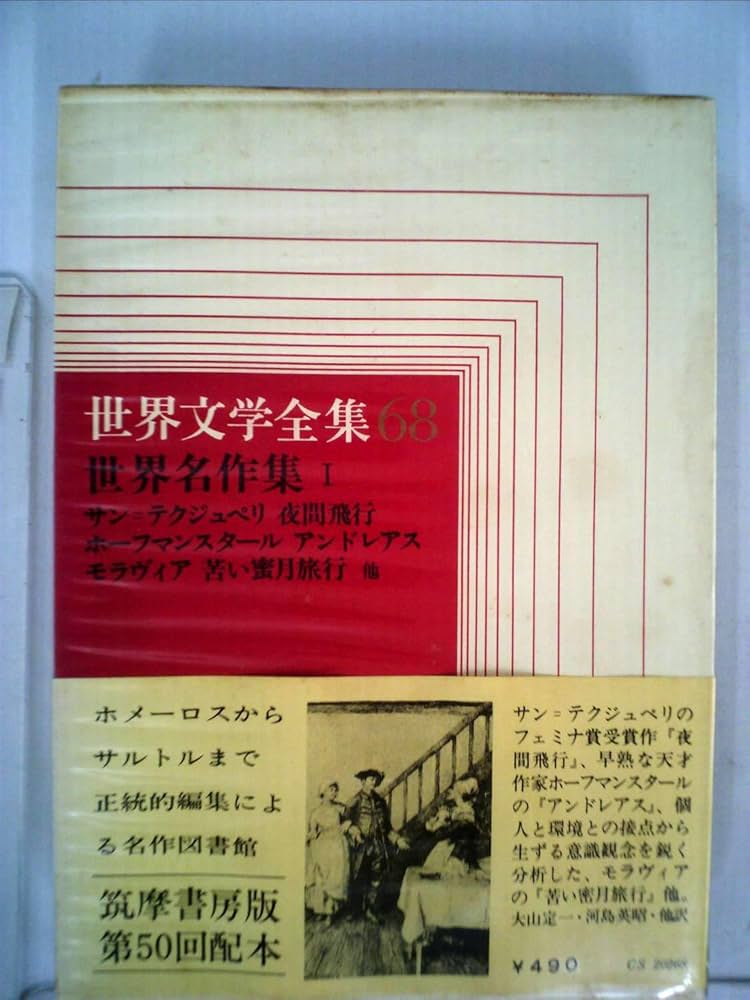 世界文学全集68
世界名作集 I
サン=テクジュペリ 夜間飛行
ホーフマンスタール アンドレアス
モラヴィア 苦い蜜月旅行 他
ホメーロスから
サルトルまで
正統的編集によ
る名作図書館
筑摩書房版
第50回配本
サン=テクジュペリの
フェミナ賞受賞作『夜
間飛行』、早熟な天才
作家ホーフマンスタール
の『アンドレアス』、個
人と環境との接点から
生ずる意識観念を鋭く
分析した、モラヴィア
の『苦い蜜月旅行』他。
大山定一・河島英昭・他訳
¥490
CS